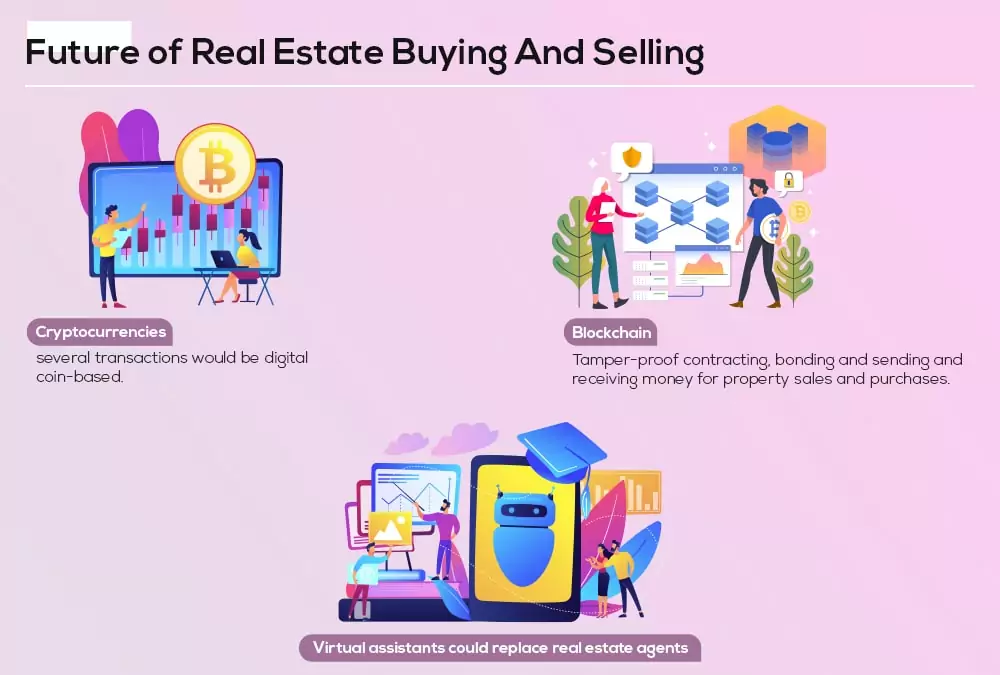 Future of Real Estate Buying And Selling
Cryptocurrencies
several transactions would be digital
coin-based.
Blockchain
Tamper-proof contracting, bonding and sending and
receiving money for property sales and purchases.
Virtual assistants could replace real estate agents